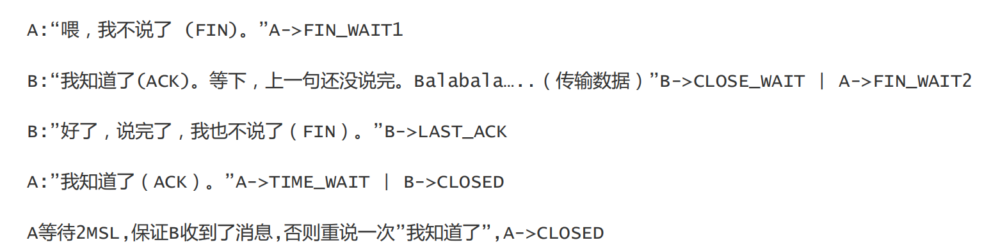 A:“喂，我不说了 (FIN)。”A->FIN_WAIT1
B:“我知道了(ACK)。等下，上一句还没说完。Balabala…..（传输数据）”B->CLOSE_WAIT | A->FIN_WAIT2
B:”好了，说完了，我也不说了（FIN）。”B->LAST_ACK
A:”我知道了（ACK）。”A->TIME_WAIT | B->CLOSED
A等待2MSL,保证B收到了消息,否则重说一次”我知道了”,A->CLOSED